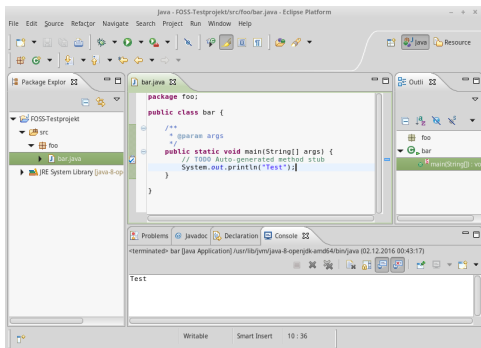 Java - FOSS-Testprojekt/src/foo/bar.java - Eclipse Platform
File Edit Source Refactor Navigate Search Project Run Window Help
Java Resource
Package Explor
FOSS-Testprojekt
src
foo
bar.java
JRE System Library [java-8-op
bar.java
package foo;
public class bar {
/**
* @param args
*/
public static void main(String[] args) {
// TODO Auto-generated method stub
System.out.println("Test");
}
}
Outli
foo
bar
main(String[]) : vo
Problems Javadoc Declaration Console
<terminated> bar [Java Application] /usr/lib/jvm/java-8-openjdk-amd64/bin/java (02.12.2016 00:43:17)
Test
Writable Smart Insert 10 : 36